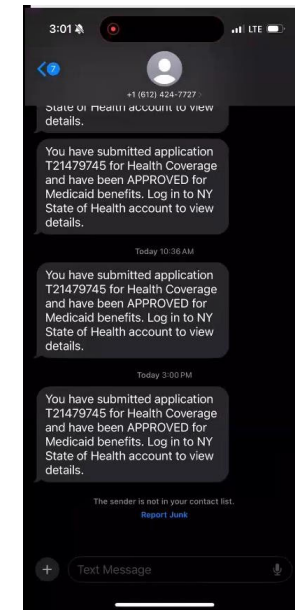 3:01
LTE
7
+1 (612) 424-7727 >
State of Health account to view
details.
You have submitted application
T21479745 for Health Coverage
and have been APPROVED for
Medicaid benefits. Log in to NY
State of Health account to view
details.
Today 10:36 AM
You have submitted application
T21479745 for Health Coverage
and have been APPROVED for
Medicaid benefits. Log in to NY
State of Health account to view
details.
Today 3:00 PM
You have submitted application
T21479745 for Health Coverage
and have been APPROVED for
Medicaid benefits. Log in to NY
State of Health account to view
details.
The sender is not in your contact list.
Report Junk
+
Text Message